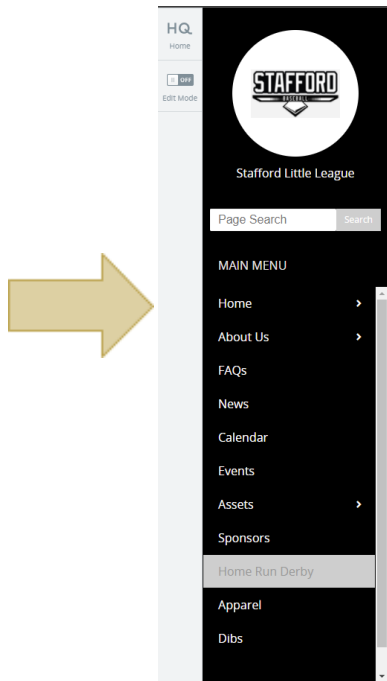 HQ
Home
OFF
Edit Mode
STAFFORD
BASEBALL
Stafford Little League
Page Search
Search
MAIN MENU
Home
About Us
FAQs
News
Calendar
Events
Assets
Sponsors
Home Run Derby
Apparel
Dibs